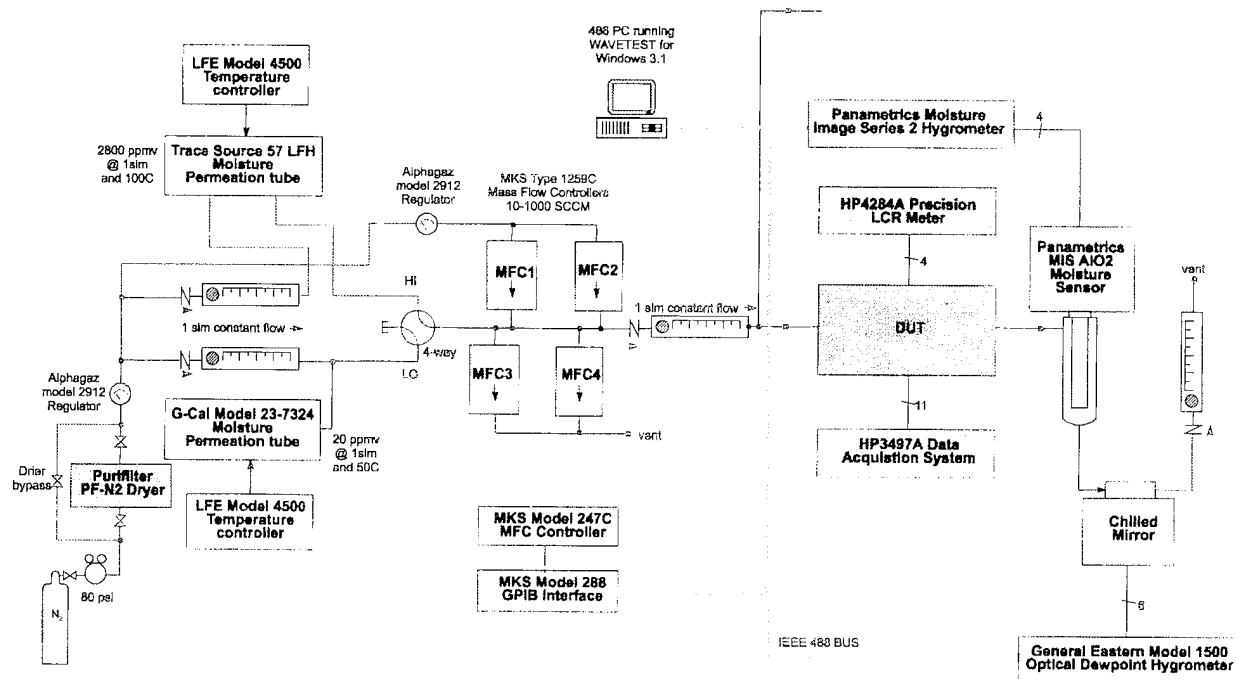 488 PC running
WAVETEST for
Windows 3.1
LFE Model 4500
Temperature
controller
2800 ppmv
@ 1slm
and 100C
Trace Source 57 LFH
Moisture
Permeation tube
Alphagaz
model 2912
Regulator
MKS Type 1259C
Mass Flow Controllers
10-1000 SCCM
Panametrics Moisture
Image Series 2 Hygrometer
4
HP4284A Precision
LCR Meter
4
Panametrics
MIS AlO2
Moisture
Sensor
vent
MFC1
MFC2
HI
1 slm constant flow
1 slm constant flow
4-way
LO
MFC3
MFC4
vent
DUT
Alphagaz
model 2912
Regulator
G-Cal Model 23-7324
Moisture
Permeation tube
20 ppmv
@ 1slm
and 50C
11
HP3497A Data
Acquistion System
Drier
bypass
Purifilter
PF-N2 Dryer
LFE Model 4500
Temperature
controller
MKS Model 247C
MFC Controller
MKS Model 288
GPIB Interface
Chilled
Mirror
80 psi
N2
6
IEEE 488 BUS
General Eastern Model 1500
Optical Dewpoint Hygrometer